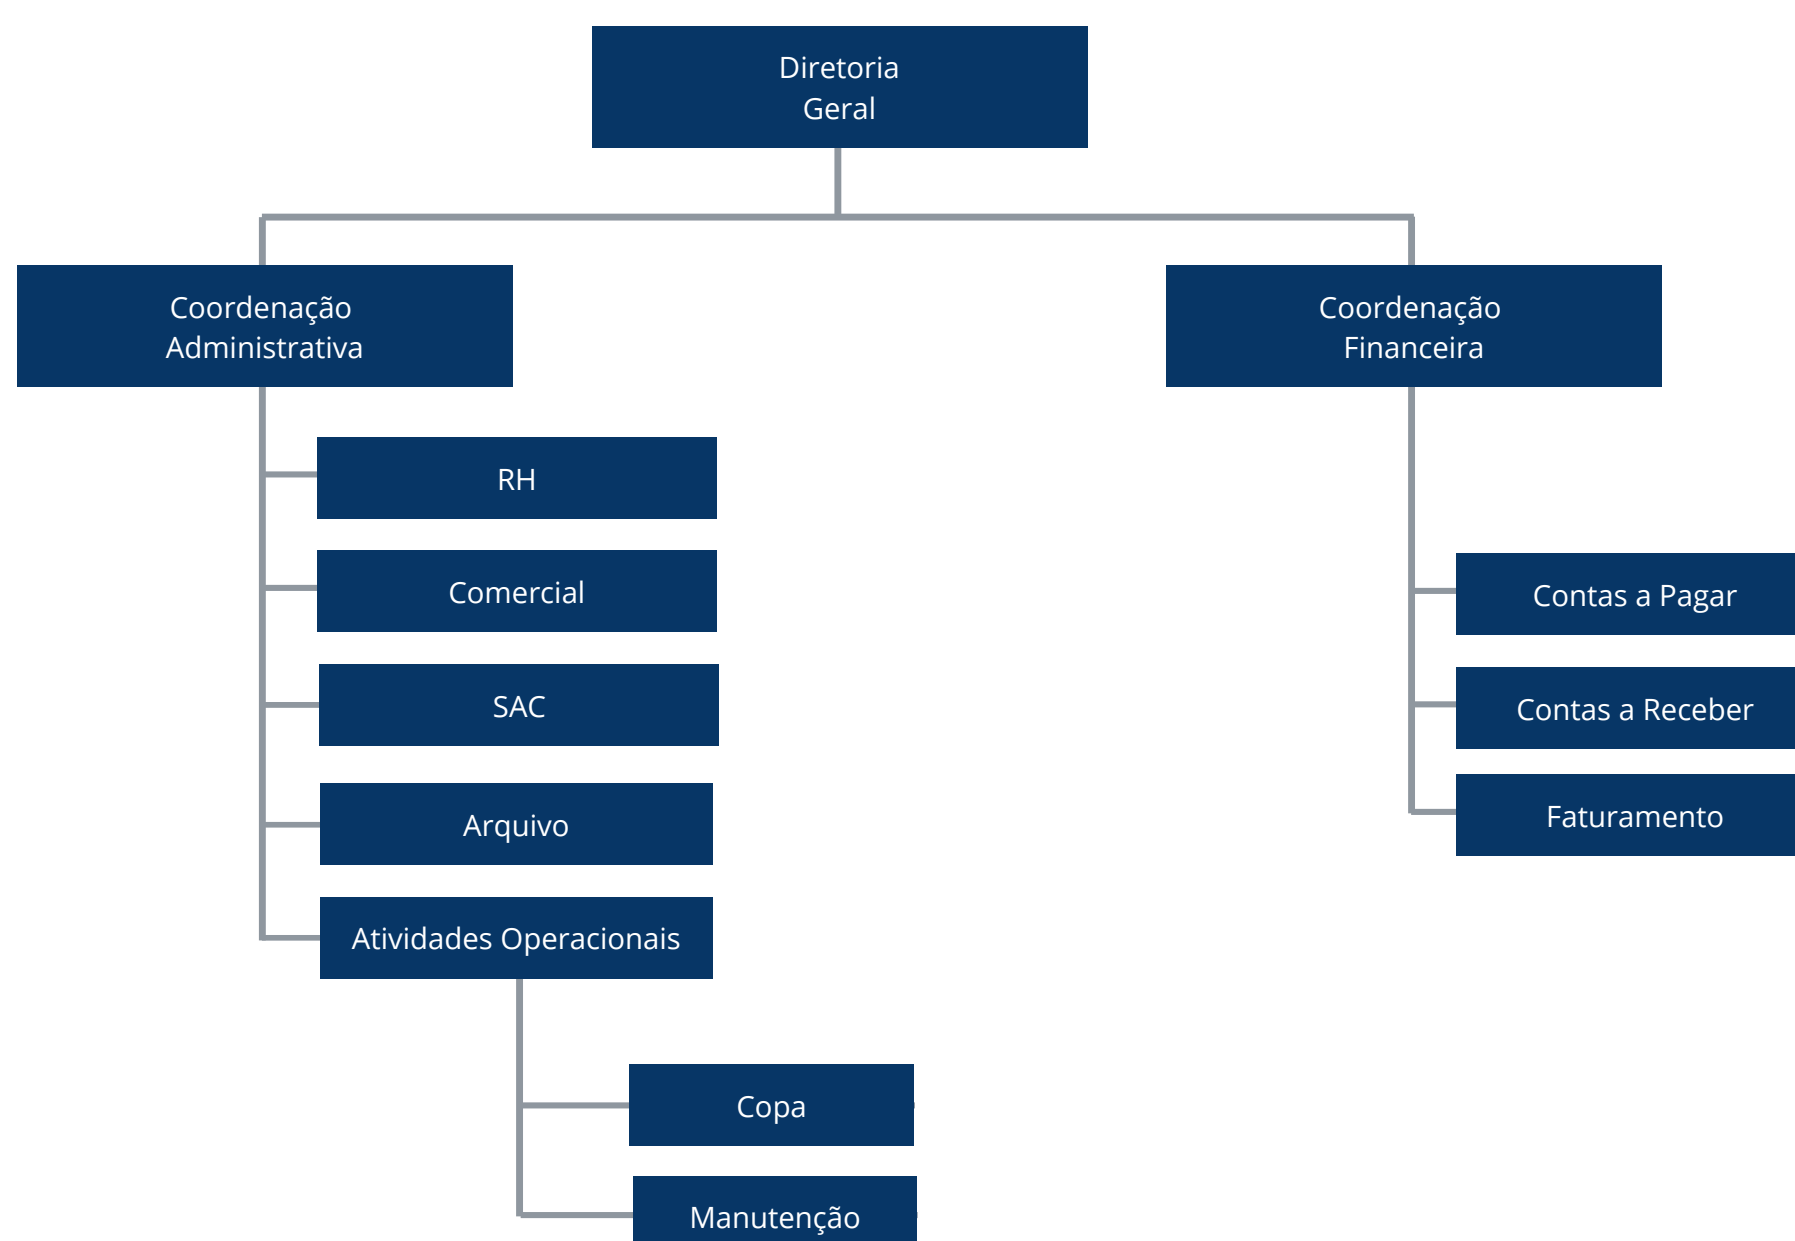 Diretoria
Geral
Coordenação
Administrativa
Coordenação
Financeira
RH
Comercial
SAC
Arquivo
Atividades Operacionais
Copa
Manutenção
Contas a Pagar
Contas a Receber
Faturamento